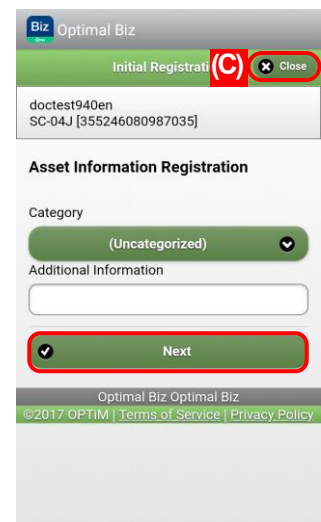 Biz Optimal Biz
Initial Registrati (C) Close
doctest940en
SC-04J [355246080987035]
Asset Information Registration
Category
(Uncategorized)
Additional Information
Next
Optimal Biz Optimal Biz
©2017 OPTiM | Terms of Service | Privacy Policy